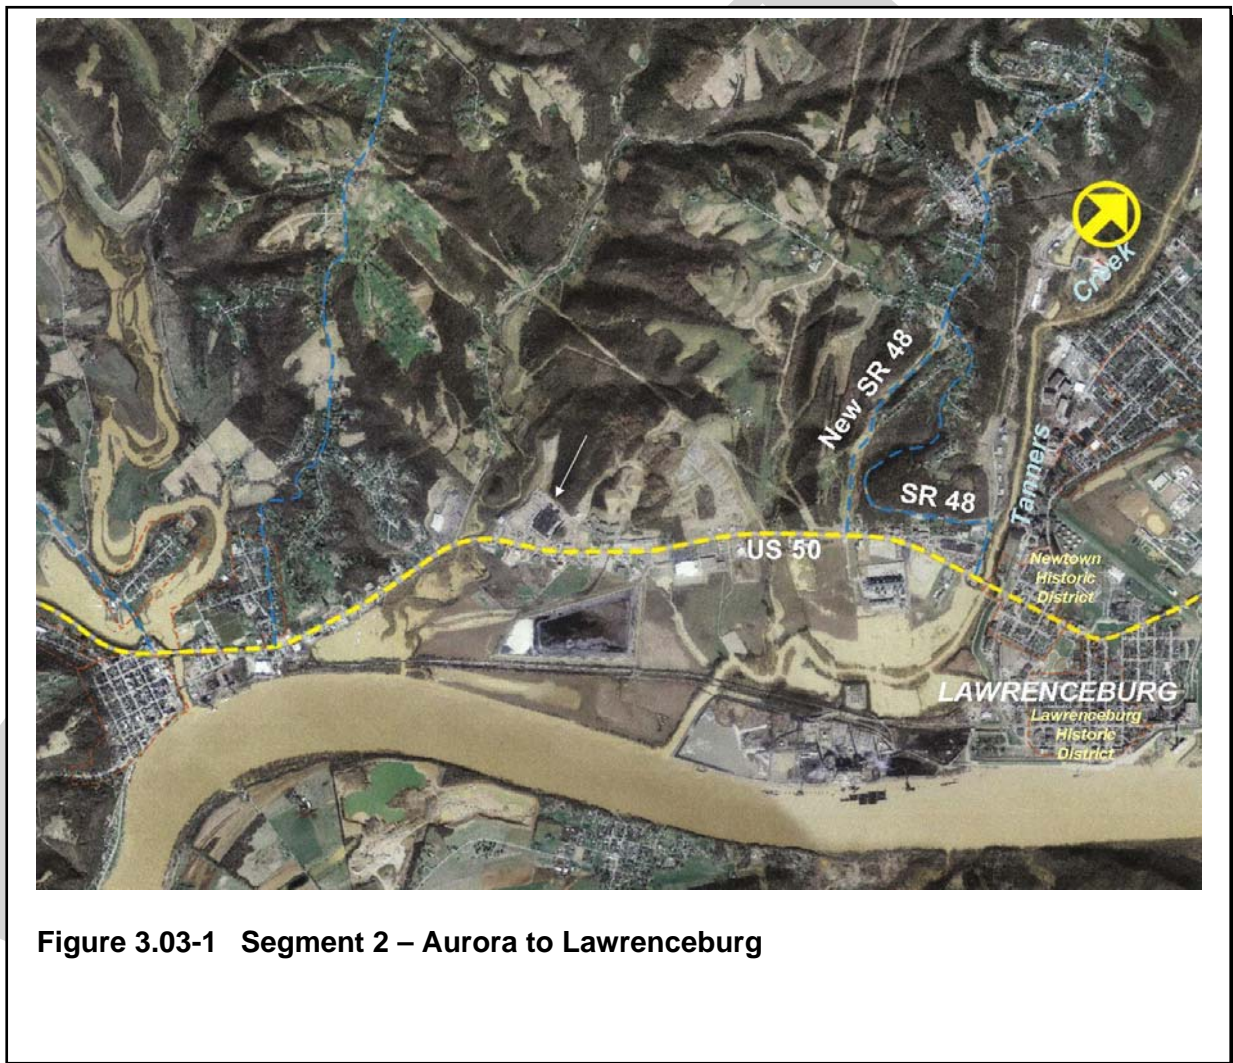 Creek
New SR 48
SR 48
Tanners
US 50
Newtown
Historic
District
LAWRENCEBURG
Lawrenceburg
Historic
District
Figure 3.03-1 Segment 2 – Aurora to Lawrenceburg